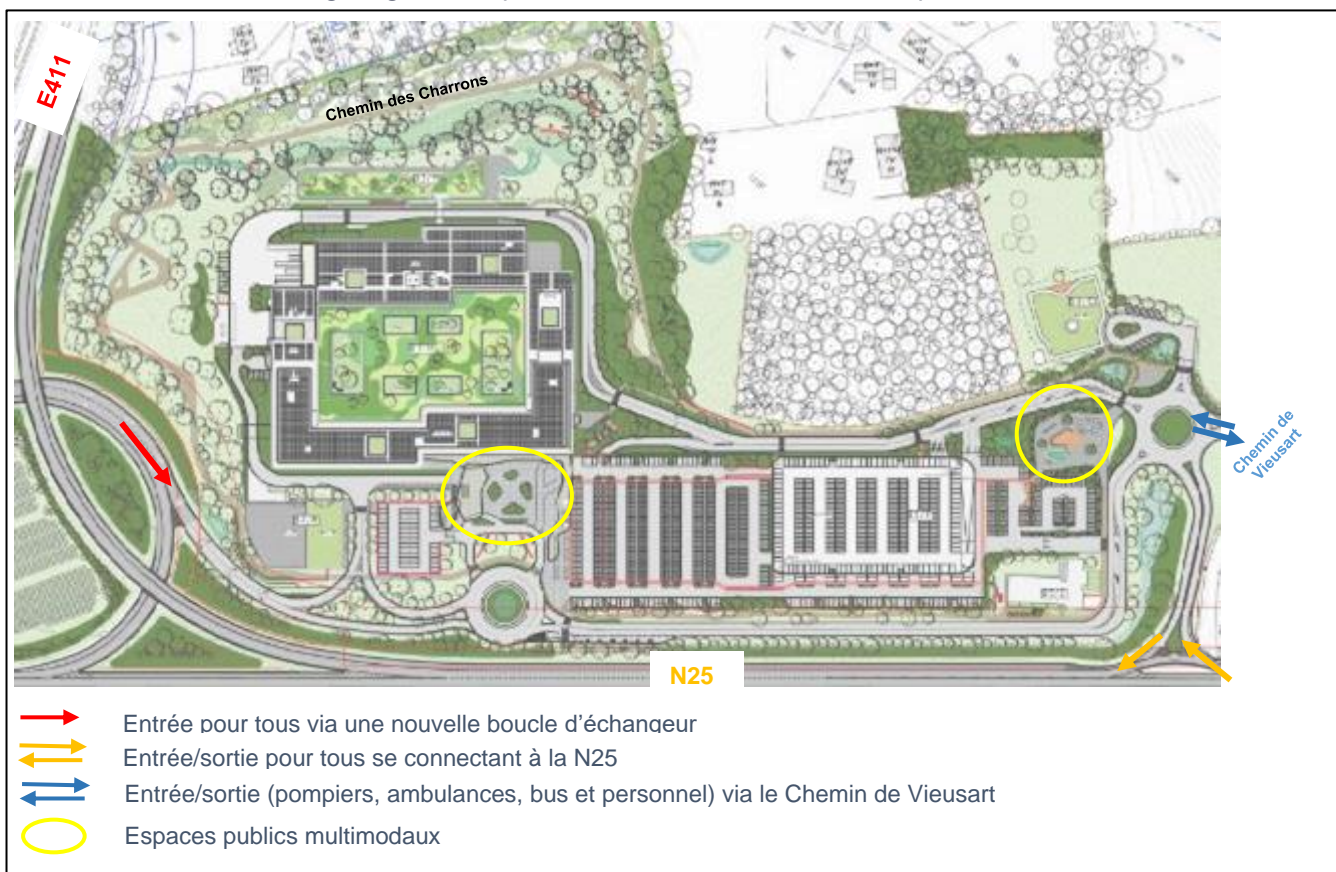 E411
Chemin des Charrons
Chemin de
Vieusart
N25
Entrée pour tous via une nouvelle boucle d'échangeur
Entrée/sortie pour tous se connectant à la N25
Entrée/sortie (pompiers, ambulances, bus et personnel) via le Chemin de Vieusart
Espaces publics multimodaux